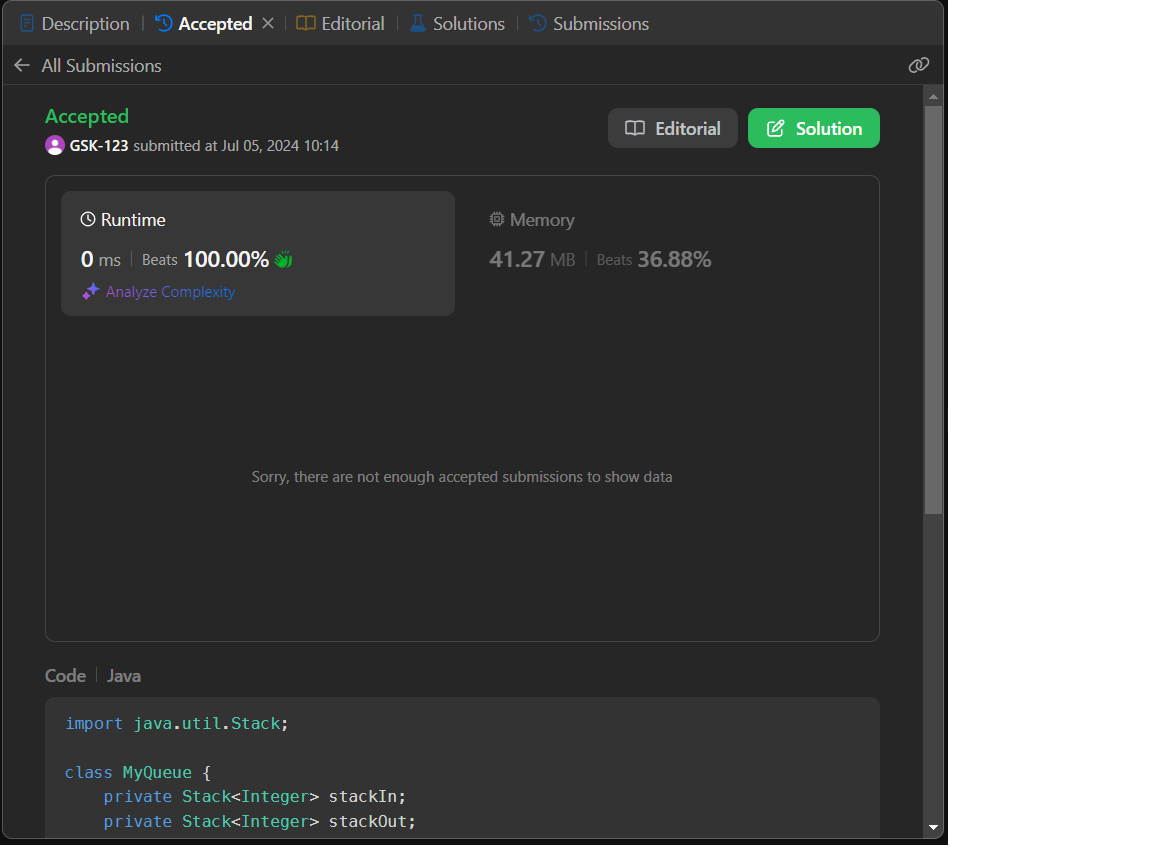 Description Accepted Editorial Solutions Submissions
All Submissions
Accepted
GSK-123 submitted at Jul 05, 2024 10:14
Editorial Solution
Runtime
0 ms Beats 100.00%
Analyze Complexity
Memory
41.27 MB Beats 36.88%
Sorry, there are not enough accepted submissions to show data
Code Java
import java.util.Stack;
class MyQueue {
private Stack<Integer> stackIn;
private Stack<Integer> stackOut;